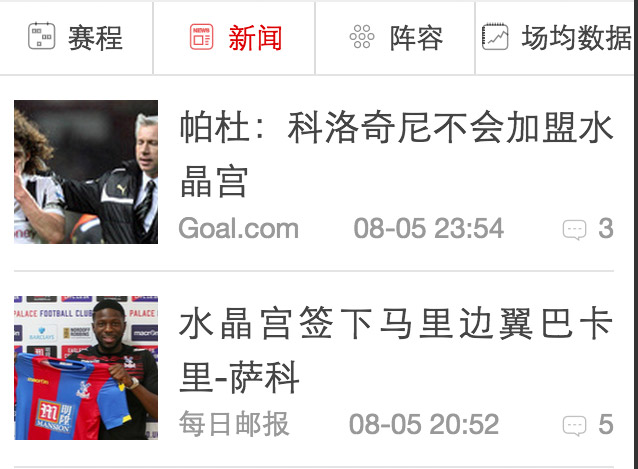 赛程 新闻 阵容 场均数据
帕杜：科洛奇尼不会加盟水
晶宫
Goal.com 08-05 23:54 3
PALACE FOOTBALL CLUB
BARCLAYS
水晶宫签下马里边翼巴卡
里-萨科
MANSION
每日邮报 08-05 20:52 5